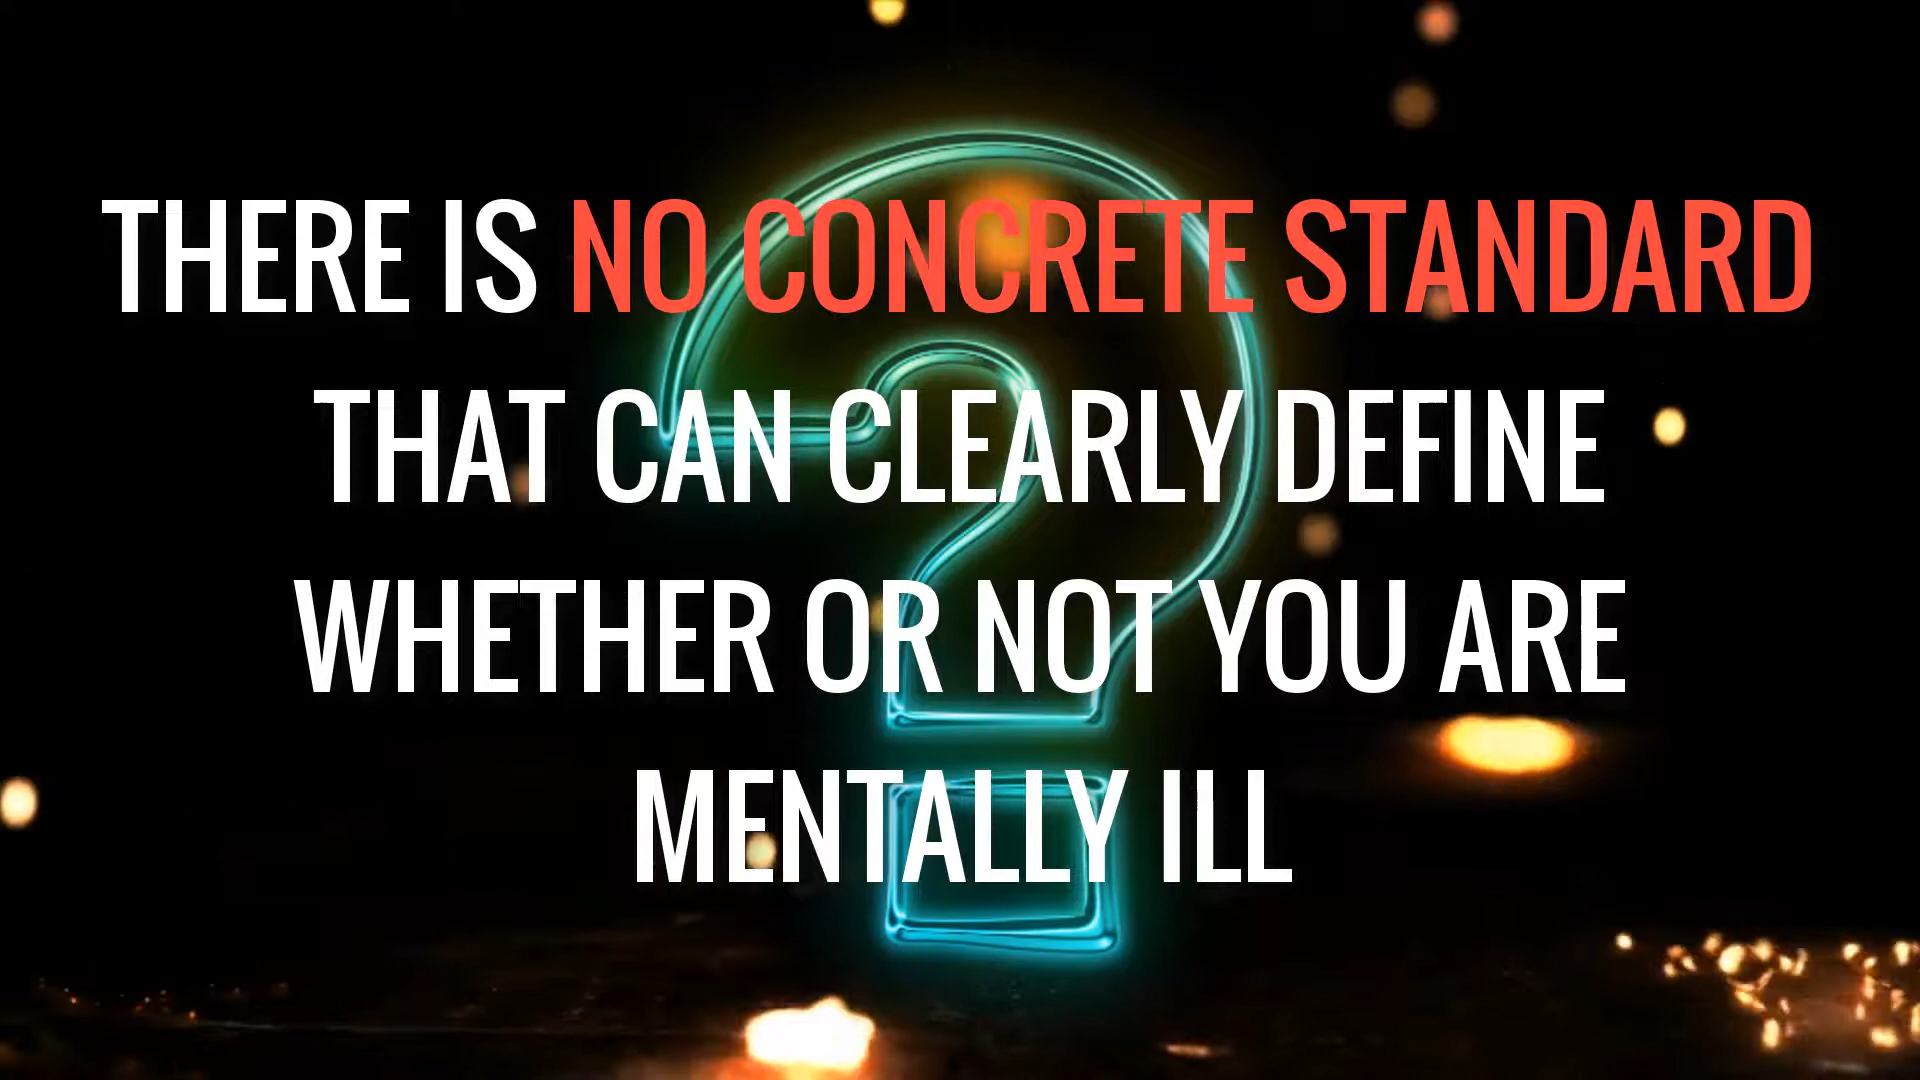 THERE IS NO CONCRETE STANDARD
THAT CAN CLEARLY DEFINE
WHETHER OR NOT YOU ARE
MENTALLY ILL